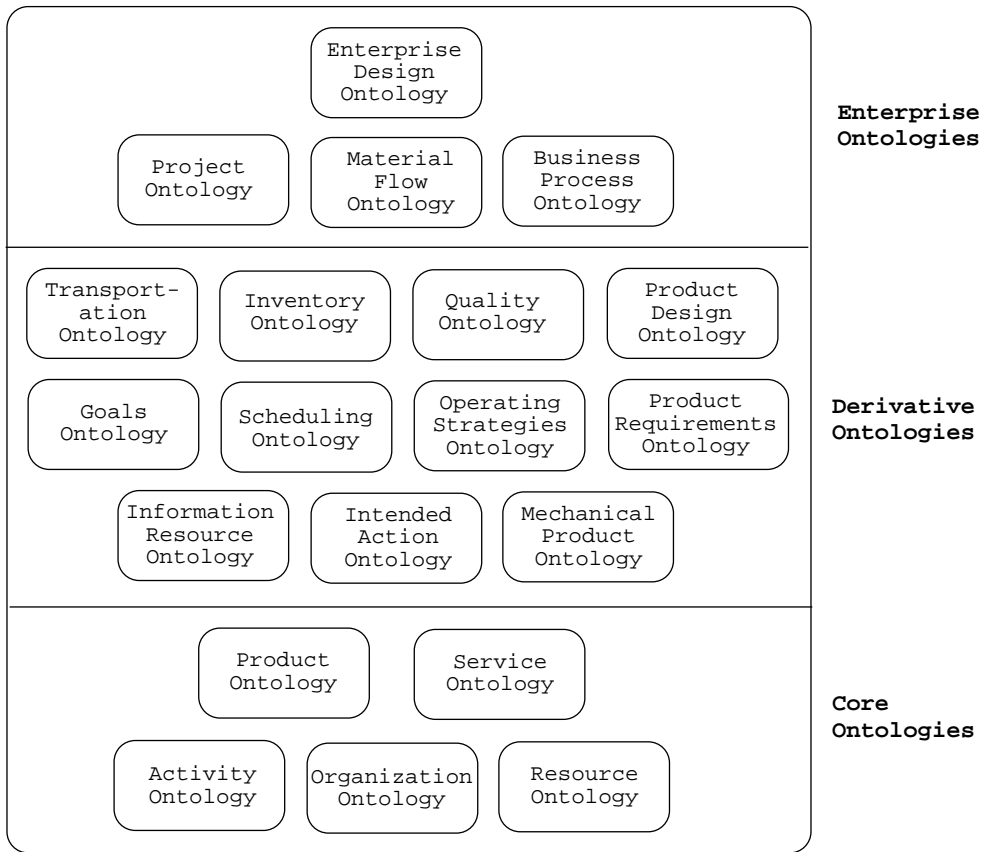 Enterprise
Design
Ontology
Project
Ontology
Material
Flow
Ontology
Business
Process
Ontology
Enterprise
Ontologies
Transport-
ation
Ontology
Inventory
Ontology
Quality
Ontology
Product
Design
Ontology
Goals
Ontology
Scheduling
Ontology
Operating
Strategies
Ontology
Product
Requirements
Ontology
Derivative
Ontologies
Information
Resource
Ontology
Intended
Action
Ontology
Mechanical
Product
Ontology
Product
Ontology
Service
Ontology
Core
Ontologies
Activity
Ontology
Organization
Ontology
Resource
Ontology